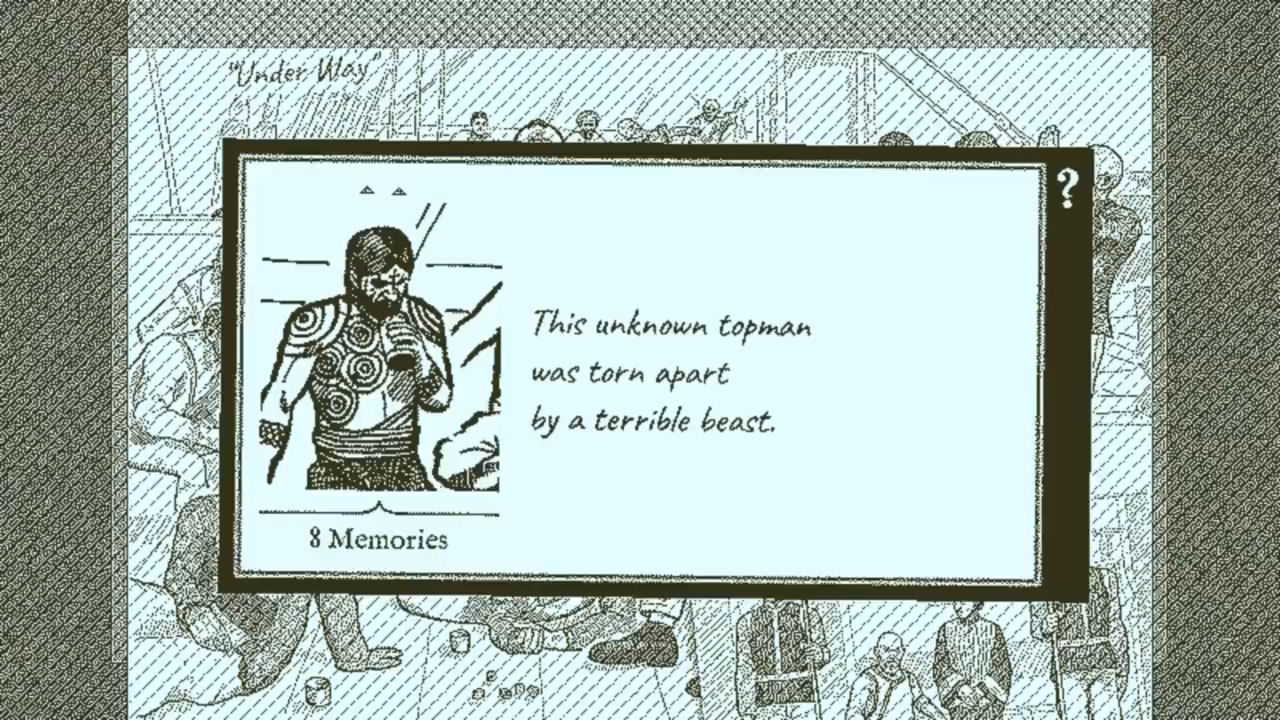 "Under Way"
?
This unknown topman
was torn apart
by a terrible beast.
8 Memories